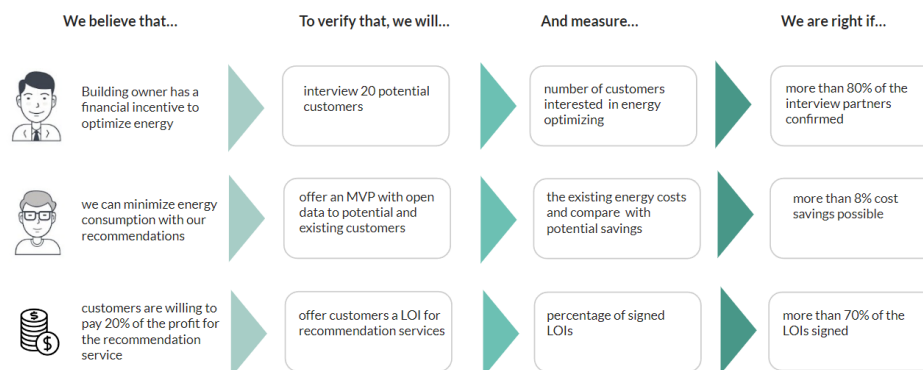 We believe that...
To verify that, we will...
And measure...
We are right if...
Building owner has a
financial incentive to
optimize energy
interview 20 potential
customers
number of customers
interested in energy
optimizing
more than 80% of the
interview partners
confirmed
we can minimize energy
consumption with our
recommendations
offer an MVP with open
data to potential and
existing customers
the existing energy costs
and compare with
potential savings
more than 8% cost
savings possible
customers are willing to
pay 20% of the profit for
the recommendation
service
offer customers a LOI for
recommendation services
percentage of signed
LOIs
more than 70% of the
LOIs signed
$
$